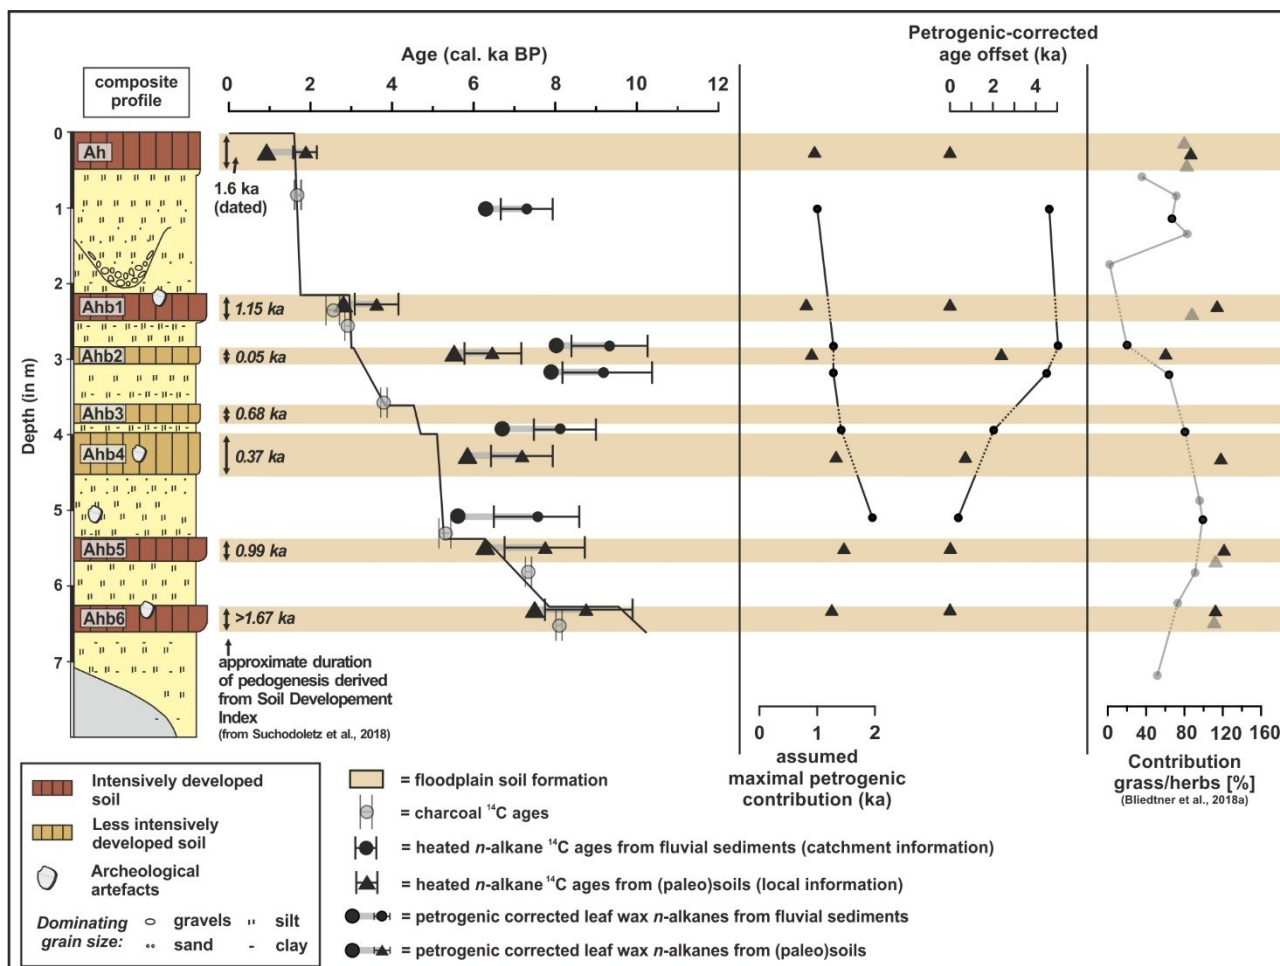 Petrogenic-corrected
age offset (ka)
Age (cal. ka BP)
composite
profile
0 2 4 6 8 10 12
0 2 4
0
Ah
1.6 ka
(dated)
1
2
Ahb1
1.15 ka
Ahb2
0.05 ka
3
Ahb3
0.68 ka
4
Ahb4
0.37 ka
5
Ahb5
0.99 ka
6
Ahb6
>1.67 ka
7
Depth (in m)
approximate duration
of pedogenesis derived
from Soil Developement
Index
(from Suchodoletz et al., 2018)
0 1 2
assumed
maximal petrogenic
contribution (ka)
0 40 80 120 160
Contribution
grass/herbs [%]
(Bliedtner et al., 2018a)
Intensively developed
soil
Less intensively
developed soil
Archeological
artefacts
Dominating
grain size:
gravels
silt
sand
clay
= floodplain soil formation
= charcoal ¹⁴C ages
= heated n-alkane ¹⁴C ages from fluvial sediments (catchment information)
= heated n-alkane ¹⁴C ages from (paleo)soils (local information)
= petrogenic corrected leaf wax n-alkanes from fluvial sediments
= petrogenic corrected leaf wax n-alkanes from (paleo)soils